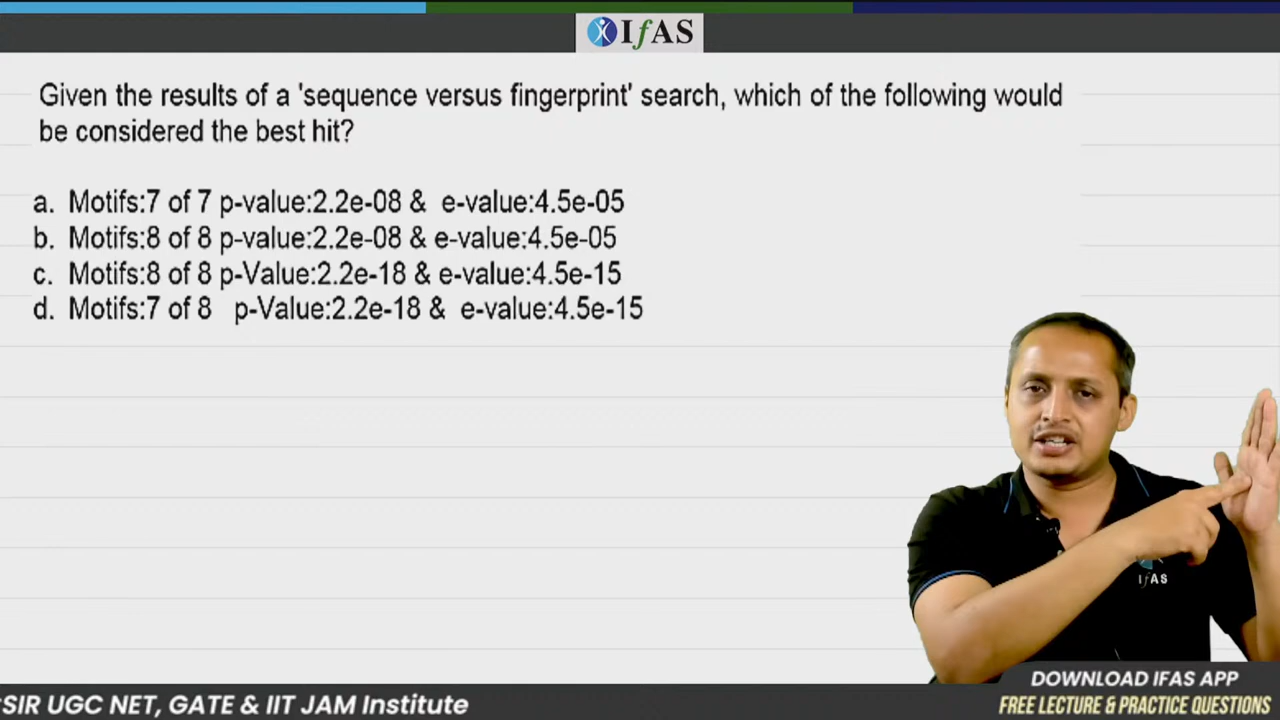 IfAS
Given the results of a 'sequence versus fingerprint' search, which of the following would
be considered the best hit?
a. Motifs:7 of 7 p-value:2.2e-08 & e-value:4.5e-05
b. Motifs:8 of 8 p-value:2.2e-08 & e-value:4.5e-05
c. Motifs:8 of 8 p-Value:2.2e-18 & e-value:4.5e-15
d. Motifs:7 of 8 p-Value:2.2e-18 & e-value:4.5e-15
IfAS
DOWNLOAD IFAS APP
SIR UGC NET, GATE & IIT JAM Institute
FREE LECTURE & PRACTICE QUESTIONS